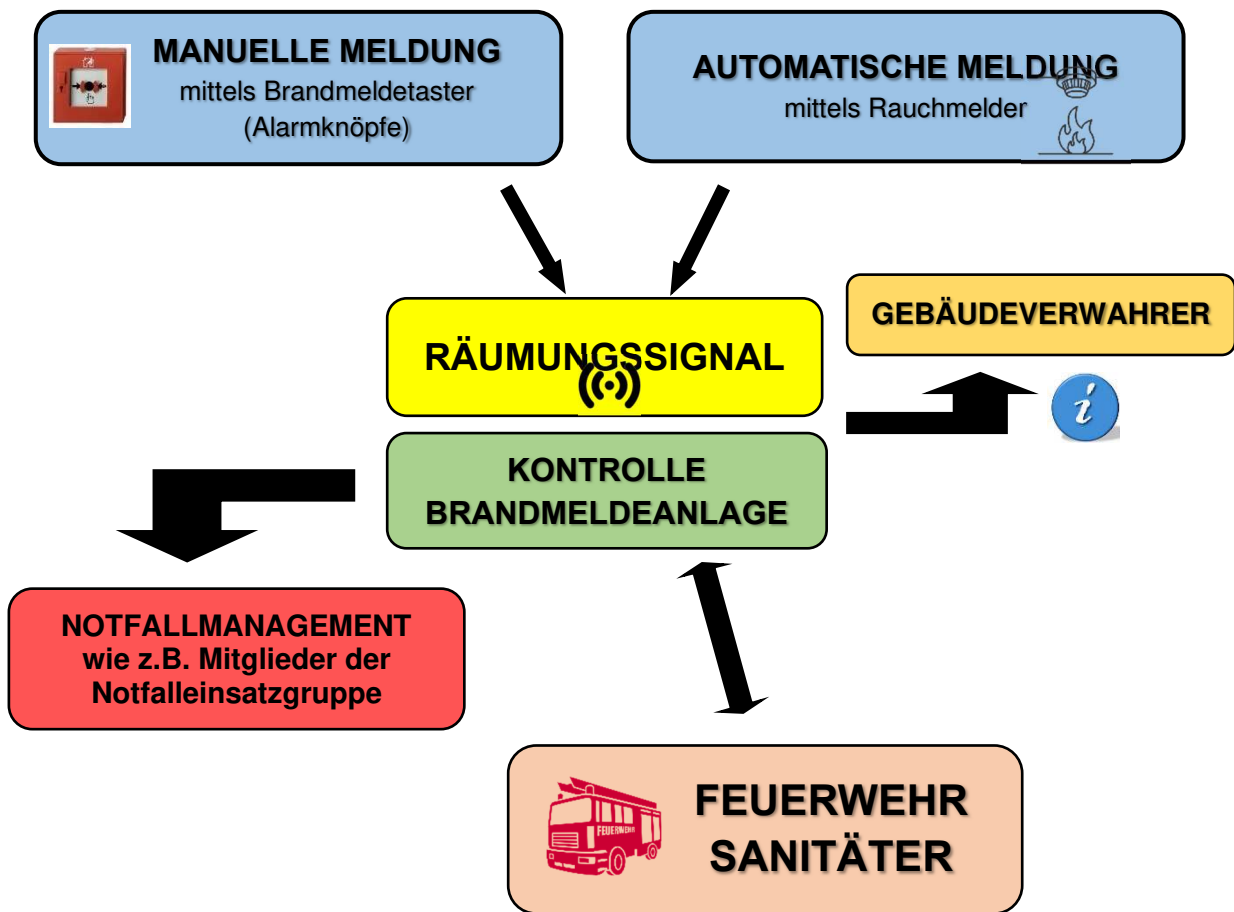 MANUELLE MELDUNG
mittels Brandmeldetaster
(Alarmknöpfe)
AUTOMATISCHE MELDUNG
mittels Rauchmelder
RÄUMUNGSSIGNAL
GEBÄUDEVERWAHRER
i
KONTROLLE
BRANDMELDEANLAGE
NOTFALLMANAGEMENT
wie z.B. Mitglieder der
Notfalleinsatzgruppe
FEUERWEHR
FEUERWEHR
SANITÄTER